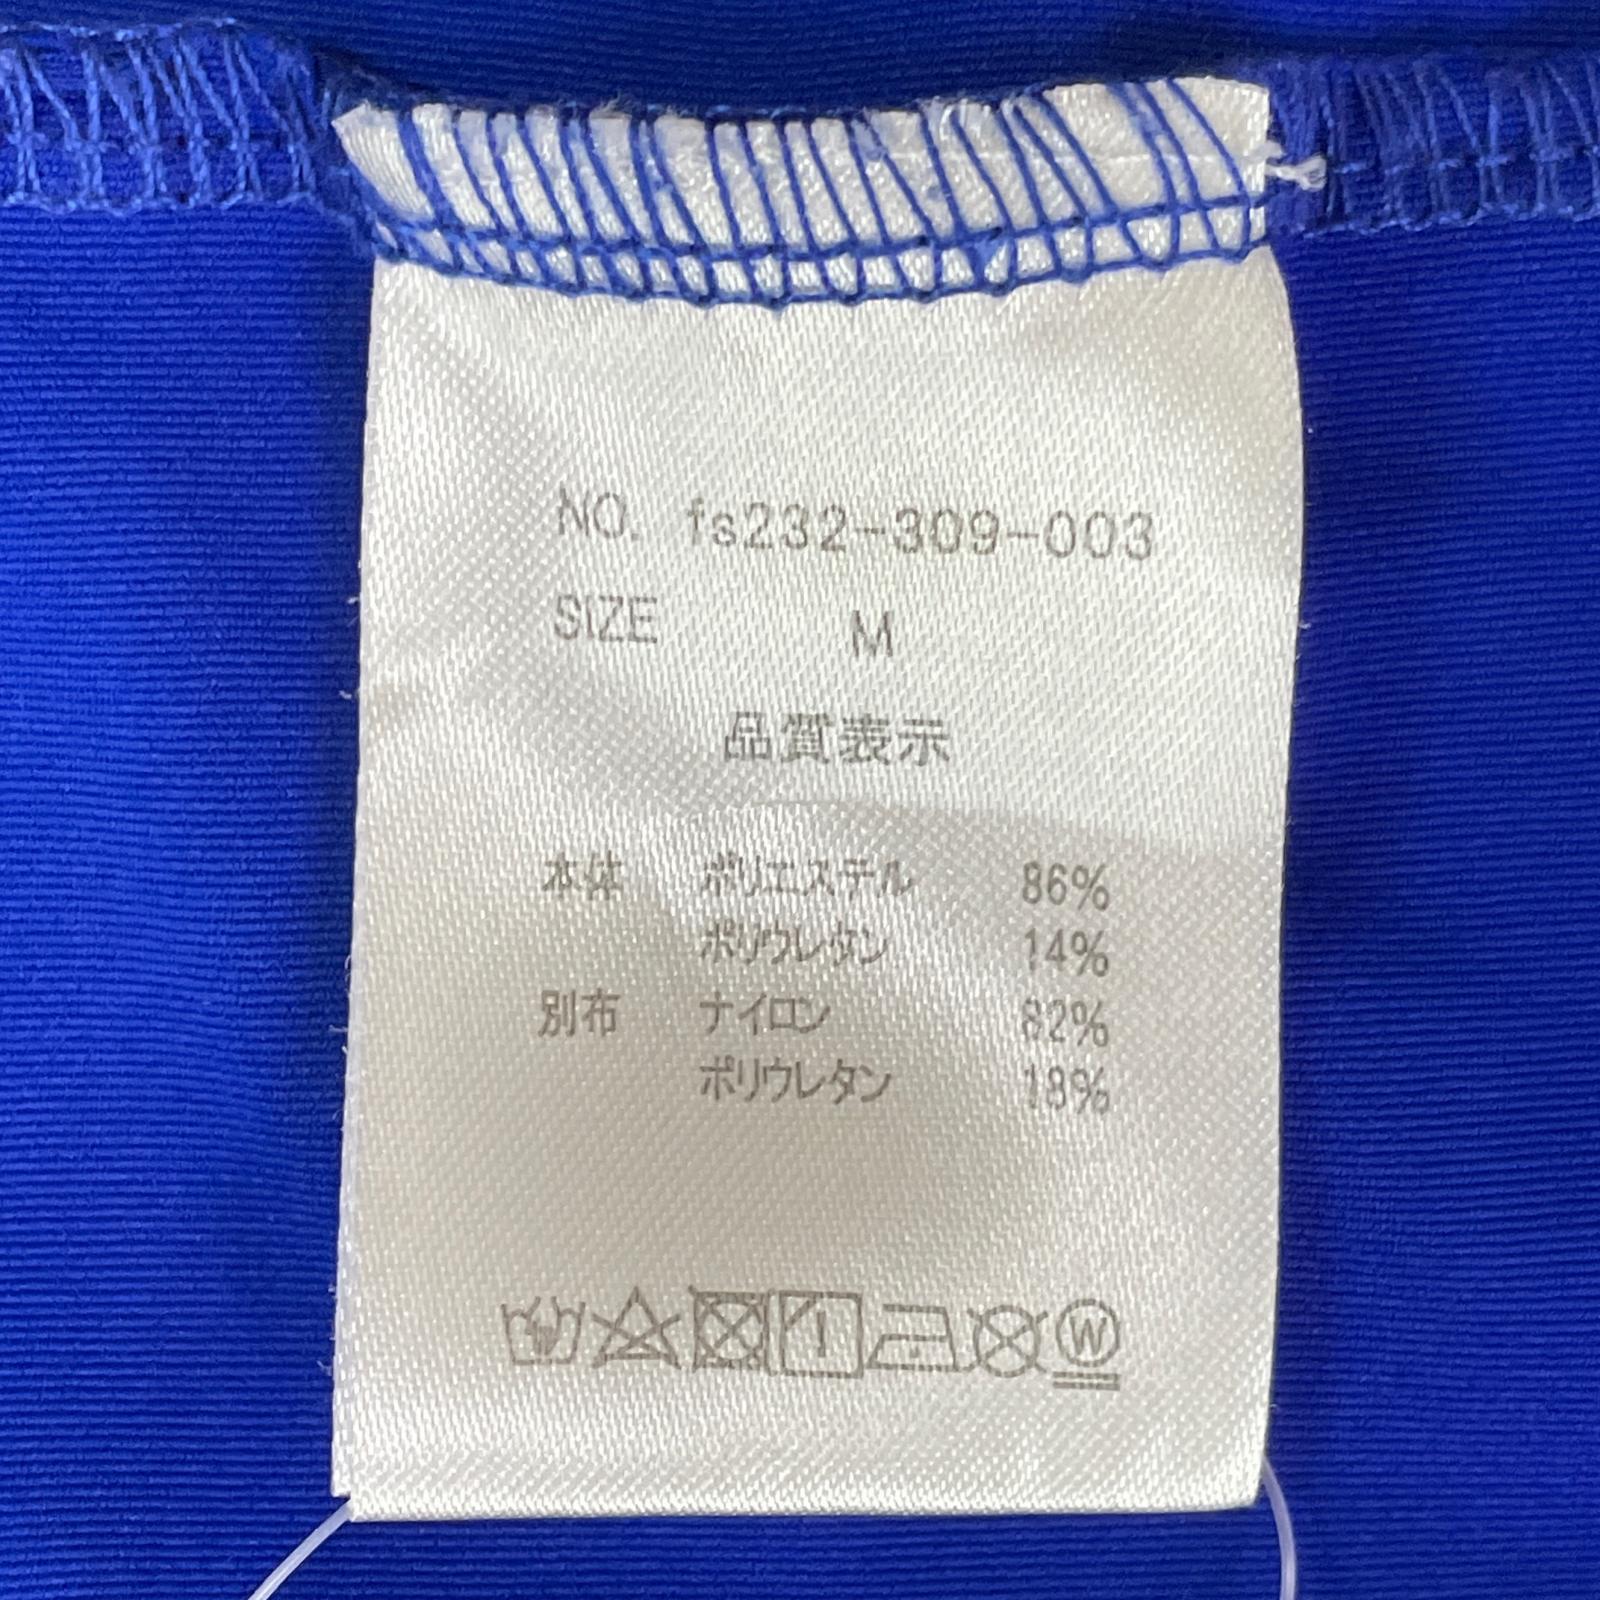 NO. fs232-309-003
SIZE M
品質表示
本体 ポリエステル 86%
ポリウレタン 14%
別布 ナイロン 82%
ポリウレタン 18%
W